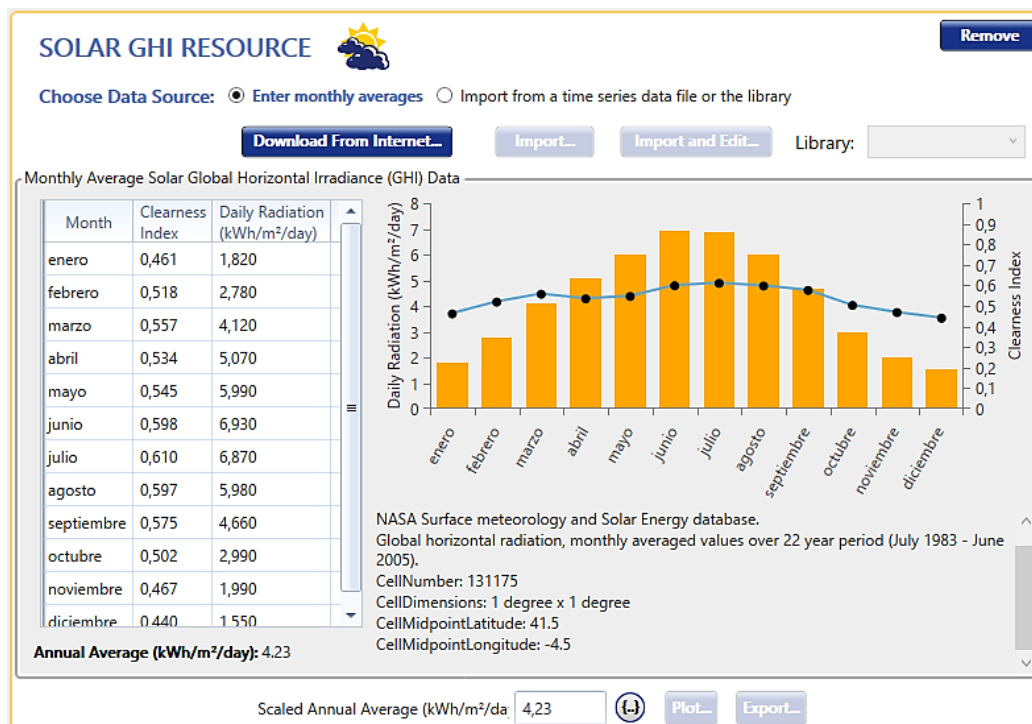 SOLAR GHI RESOURCE
Remove
Choose Data Source: Enter monthly averages Import from a time series data file or the library
Download From Internet... Import... Import and Edit... Library:
Monthly Average Solar Global Horizontal Irradiance (GHI) Data
Month Clearness Index Daily Radiation (kWh/m²/day)
enero 0,461 1,820
febrero 0,518 2,780
marzo 0,557 4,120
abril 0,534 5,070
mayo 0,545 5,990
junio 0,598 6,930
julio 0,610 6,870
agosto 0,597 5,980
septiembre 0,575 4,660
octubre 0,502 2,990
noviembre 0,467 1,990
diciembre 0,440 1,550
Annual Average (kWh/m²/day): 4.23
Daily Radiation (kWh/m²/day)
8
7
6
5
4
3
2
1
0
1
0,9
0,8
0,7
0,6
0,5
0,4
0,3
0,2
0,1
0
Clearness Index
enero febrero marzo abril mayo junio julio agosto septiembre octubre noviembre diciembre
NASA Surface meteorology and Solar Energy database.
Global horizontal radiation, monthly averaged values over 22 year period (July 1983 - June
2005).
CellNumber: 131175
CellDimensions: 1 degree x 1 degree
CellMidpointLatitude: 41.5
CellMidpointLongitude: -4.5
Scaled Annual Average (kWh/m²/da 4,23 {..} Plot... Export...